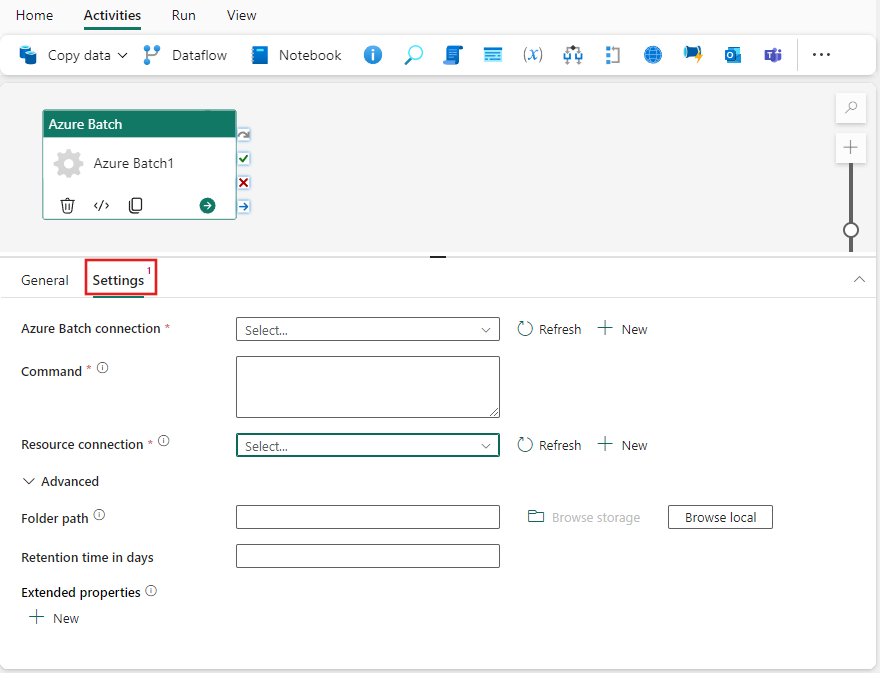 Home Activities Run View
Copy data Dataflow Notebook (x)
Azure Batch
Azure Batch1
General Settings 1
Azure Batch connection * Select... Refresh New
Command *
Resource connection * Select... Refresh New
Advanced
Folder path Browse storage Browse local
Retention time in days
Extended properties
New